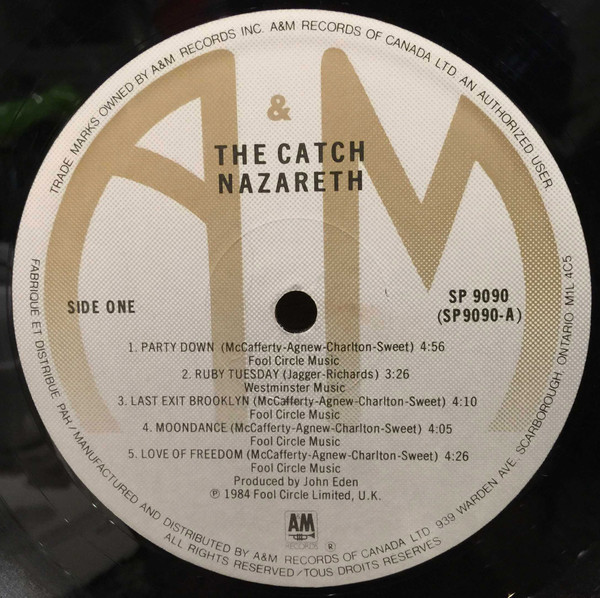 TRADE MARKS OWNED BY A&M RECORDS INC. A&M RECORDS OF CANADA LTD. AN AUTHORIZED USER.
A & M
THE CATCH
NAZARETH
SIDE ONE
SP 9090
(SP9090-A)
1. PARTY DOWN (McCafferty-Agnew-Charlton-Sweet) 4:56
Fool Circle Music
2. RUBY TUESDAY (Jagger-Richards) 3:26
Westminster Music
3. LAST EXIT BROOKLYN (McCafferty-Agnew-Charlton-Sweet) 4:10
Fool Circle Music
4. MOONDANCE (McCafferty-Agnew-Charlton-Sweet) 4:05
Fool Circle Music
5. LOVE OF FREEDOM (McCafferty-Agnew-Charlton-Sweet) 4:26
Fool Circle Music
Produced by John Eden
℗ 1984 Fool Circle Limited, U.K.
AM
RECORDS ®
FABRIQUE ET DISTRIBUE PAR/MANUFACTURED AND DISTRIBUTED BY A&M RECORDS OF CANADA LTD 939 WARDEN AVE. SCARBOROUGH, ONTARIO M1L 4C5
ALL RIGHTS RESERVED/TOUS DROITS RESERVES